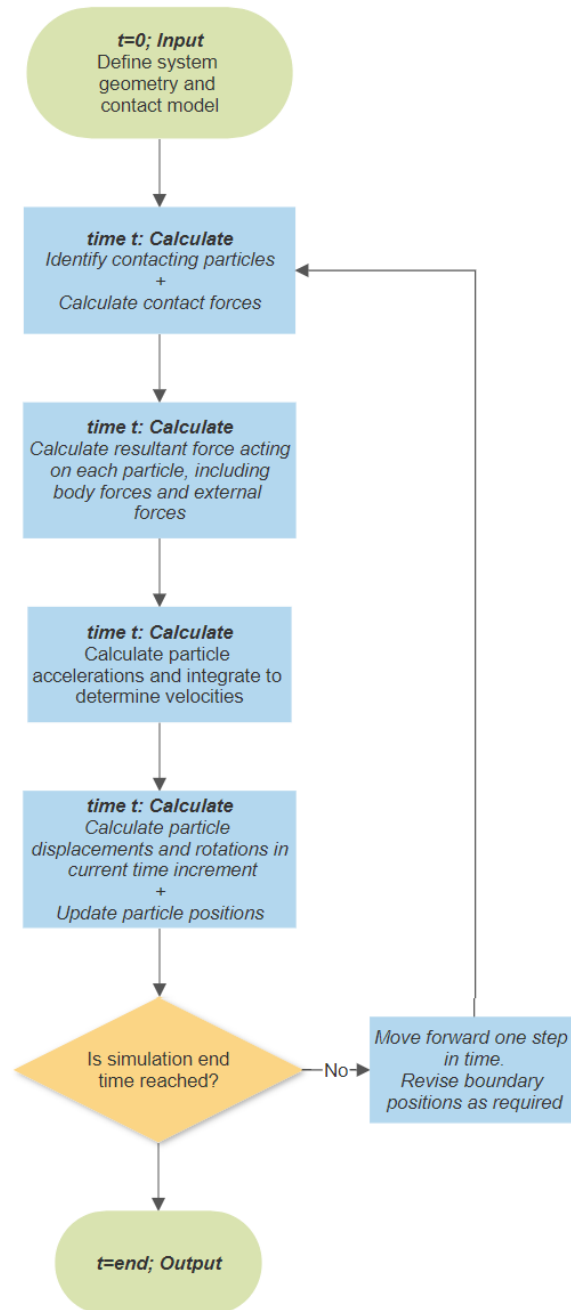 t=0; Input
Define system
geometry and
contact model
time t: Calculate
Identify contacting particles
+
Calculate contact forces
time t: Calculate
Calculate resultant force acting
on each particle, including
body forces and external
forces
time t: Calculate
Calculate particle
accelerations and integrate to
determine velocities
time t: Calculate
Calculate particle
displacements and rotations in
current time increment
+
Update particle positions
Is simulation end
time reached?
No
Move forward one step
in time.
Revise boundary
positions as required
t=end; Output